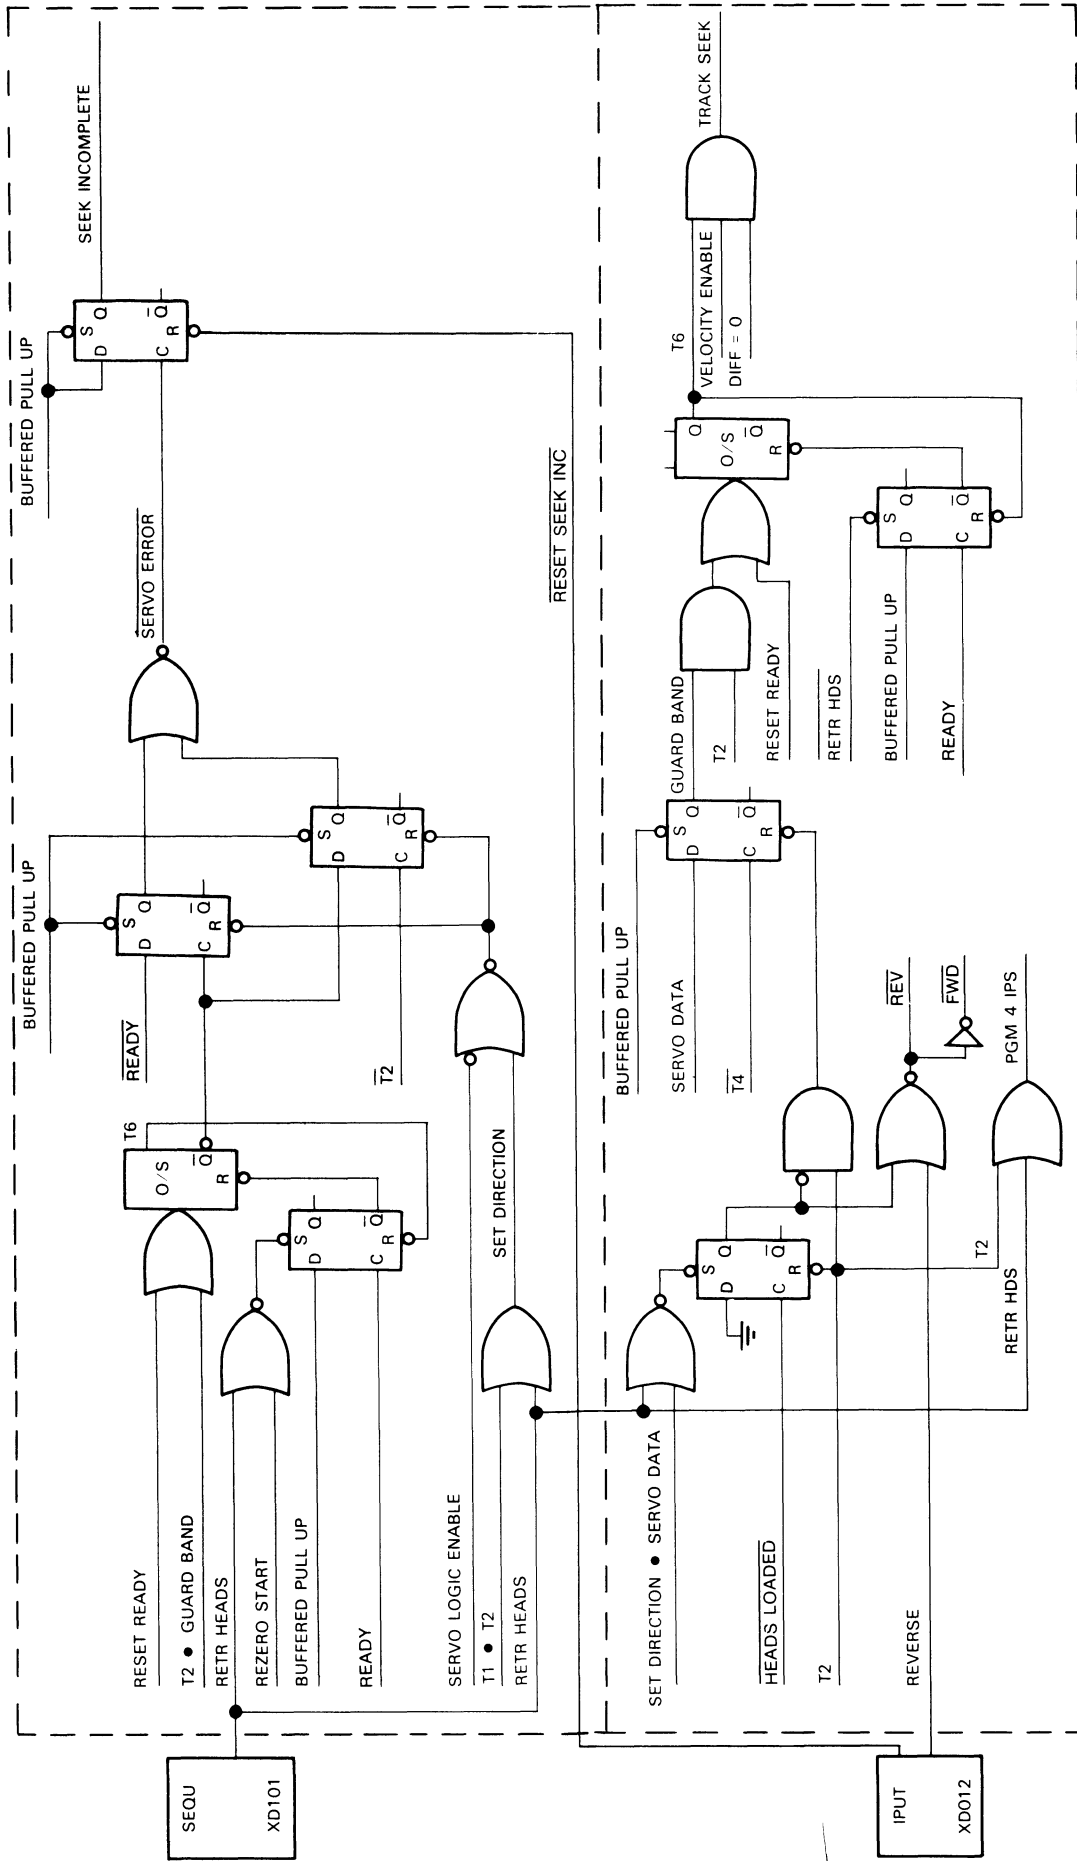 BUFFERED PULL UP
SEEK INCOMPLETE
S
D
Q
C
Q
R
SERVO ERROR
BUFFERED PULL UP
S
D
Q
C
Q
R
S
D
Q
C
Q
R
READY
T2
T6
O/S
Q
R
S
D
Q
C
Q
R
SET DIRECTION
RESET SEEK INC
RESET READY
T2 ● GUARD BAND
RETR HEADS
REZERO START
BUFFERED PULL UP
READY
SERVO LOGIC ENABLE
T1 ● T2
RETR HEADS
SEQU
XD101
TRACK SEEK
T6
VELOCITY ENABLE
DIFF = 0
Q
O/S
Q
R
S
D
Q
C
Q
R
GUARD BAND
T2
RESET READY
RETR HDS
BUFFERED PULL UP
READY
BUFFERED PULL UP
SERVO DATA
T4
S
D
Q
C
Q
R
REV
FWD
PGM 4 IPS
S
D
Q
C
Q
R
T2
RETR HDS
SET DIRECTION ● SERVO DATA
HEADS LOADED
T2
REVERSE
IPUT
XD012